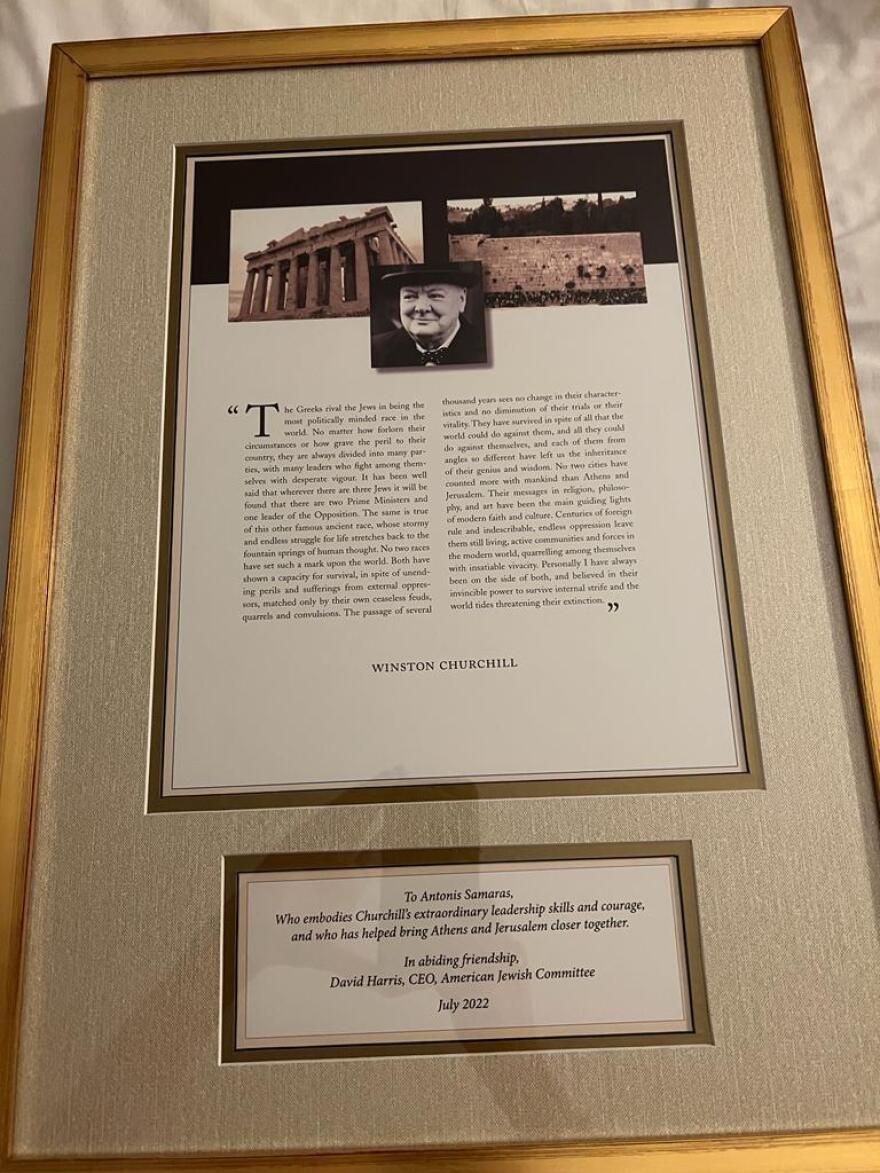 “ The Greeks rival the Jews in being the
most politically minded race in the
world. No matter how forlorn their
circumstances or how grave the peril to their
country, they are always divided into many par-
ties, with many leaders who fight among them-
selves with desperate vigour. It has been well
said that wherever there are three Jews it will be
found that there are two Prime Ministers and
one leader of the Opposition. The same is true
of this other famous ancient race, whose stormy
and endless struggle for life stretches back to the
fountain springs of human thought. No two races
have set such a mark upon the world. Both have
shown a capacity for survival, in spite of unend-
ing perils and sufferings from external oppres-
sors, matched only by their own ceaseless feuds,
quarrels and convulsions. The passage of several
thousand years sees no change in their character-
istics and no diminution of their trials or their
vitality. They have survived in spite of all that the
world could do against them, and all they could
do against themselves, and each of them from
angles so different have left us the inheritance
of their genius and wisdom. No two cities have
counted more with mankind than Athens and
Jerusalem. Their messages in religion, philoso-
phy, and art have been the main guiding lights
of modern faith and culture. Centuries of foreign
rule and indescribable, endless oppression leave
them still living, active communities and forces in
the modern world, quarrelling among themselves
with insatiable vivacity. Personally I have always
been on the side of both, and believed in their
invincible power to survive internal strife and the
world tides threatening their extinction. ”
WINSTON CHURCHILL
To Antonis Samaras,
Who embodies Churchill's extraordinary leadership skills and courage,
and who has helped bring Athens and Jerusalem closer together.
In abiding friendship,
David Harris, CEO, American Jewish Committee
July 2022